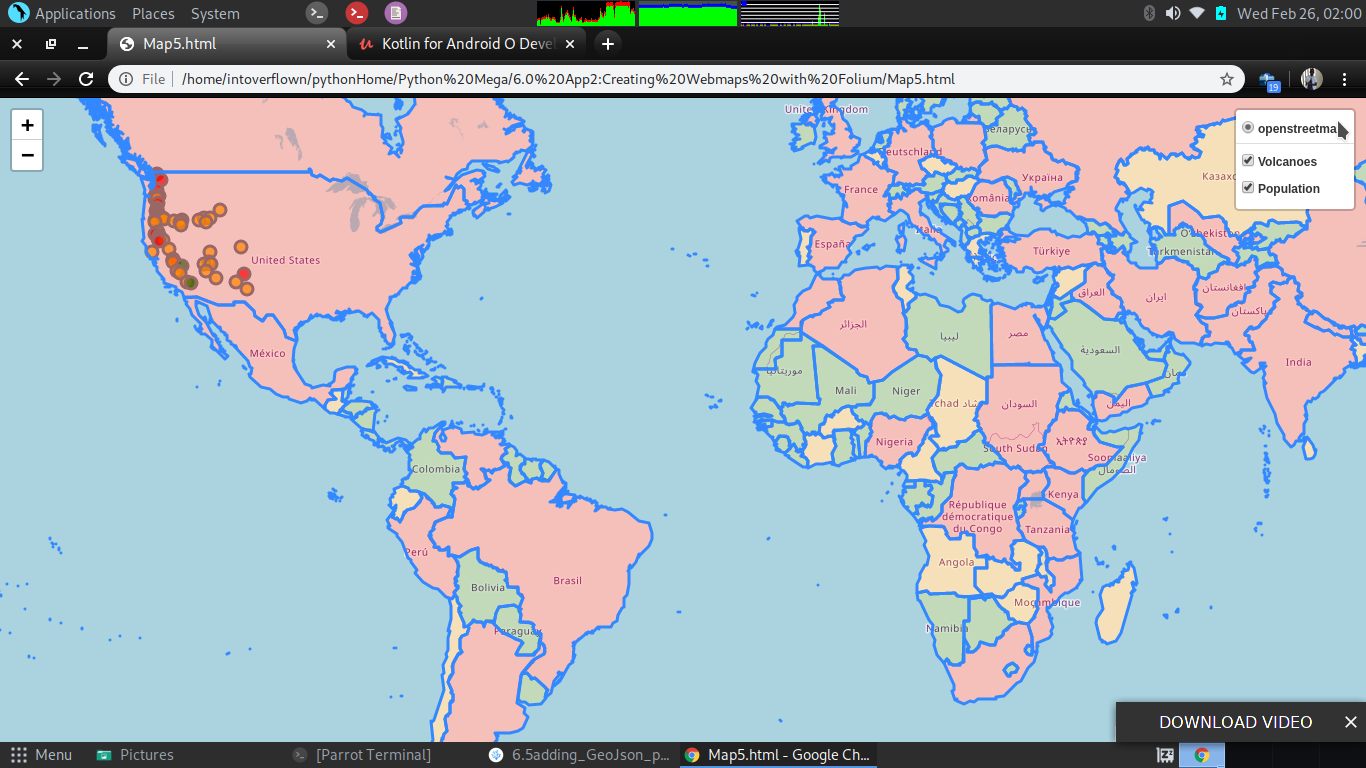 Applications Places System
Wed Feb 26, 02:00
Map5.html
Kotlin for Android O Deve
File /home/intoverflown/pythonHome/Python%20Mega/6.0%20App2:Creating%20Webmaps%20with%20Folium/Map5.html
19
+
−
openstreetma
Volcanoes
Population
United Kingdom
Беларусь
Deutschland
France
Україна
România
Казахс
Italia
España
Türkiye
O'zbekiston
Türkmenistan
United States
العراق
ایران
افغانستان
پاکستان
México
الجزائر
ليبيا
مصر
السعودية
India
موريتانيا
Mali
Niger
Tchad تشاد
السودان
اليمن
عمان
Nigeria
South Sudan
ኢትዮጵያ
Soomaaliya
الصومال
Colombia
Kenya
République
démocratique
du Congo
Tanzania
Perú
Brasil
Bolivia
Angola
Moçambique
Paraguay
Namibia
DOWNLOAD VIDEO
Menu
Pictures
[Parrot Terminal]
6.5adding_GeoJson_p...
Map5.html - Google Ch...